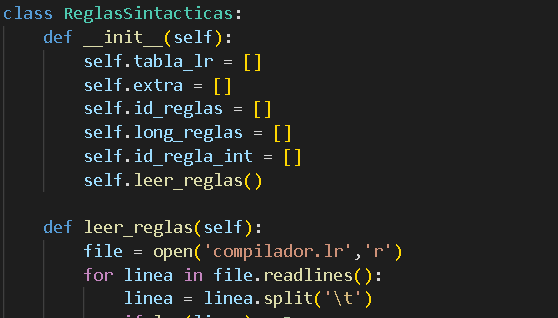 class ReglasSintacticas:
    def __init__(self):
        self.tabla_lr = []
        self.extra = []
        self.id_reglas = []
        self.long_reglas = []
        self.id_regla_int = []
        self.leer_reglas()

    def leer_reglas(self):
        file = open('compilador.lr','r')
        for linea in file.readlines():
            linea = linea.split('\t')